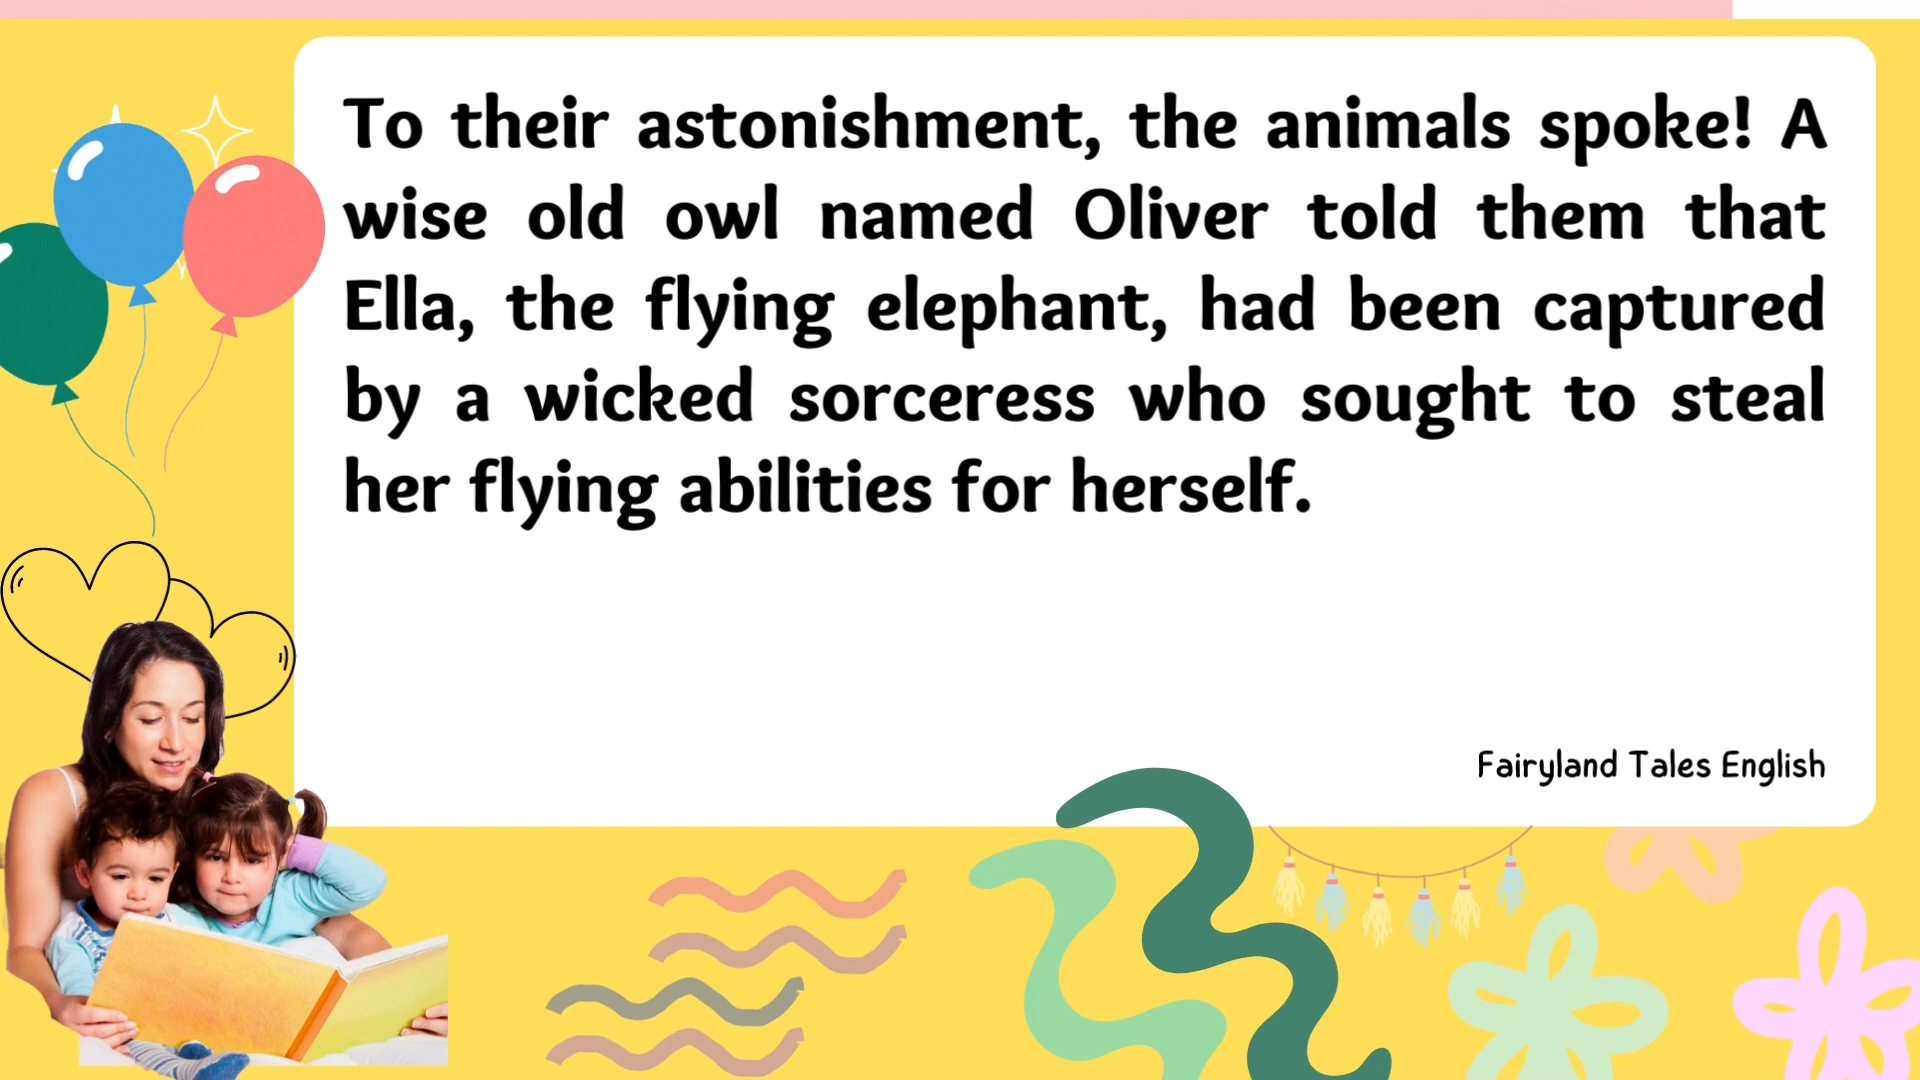 To their astonishment, the animals spoke! A
wise old owl named Oliver told them that
Ella, the flying elephant, had been captured
by a wicked sorceress who sought to steal
her flying abilities for herself.
Fairyland Tales English